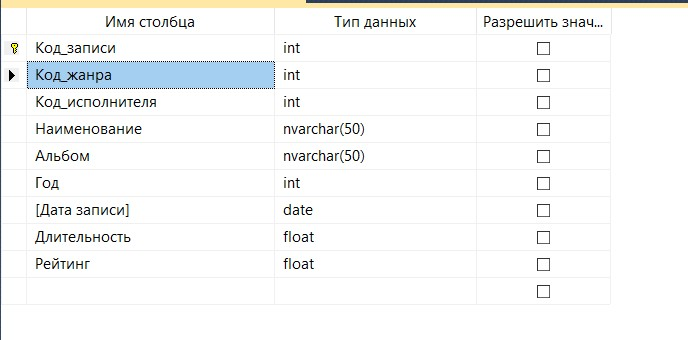 Имя столбца Тип данных Разрешить знач...
Код_записи int
Код_жанра int
Код_исполнителя int
Наименование nvarchar(50)
Альбом nvarchar(50)
Год int
[Дата записи] date
Длительность float
Рейтинг float